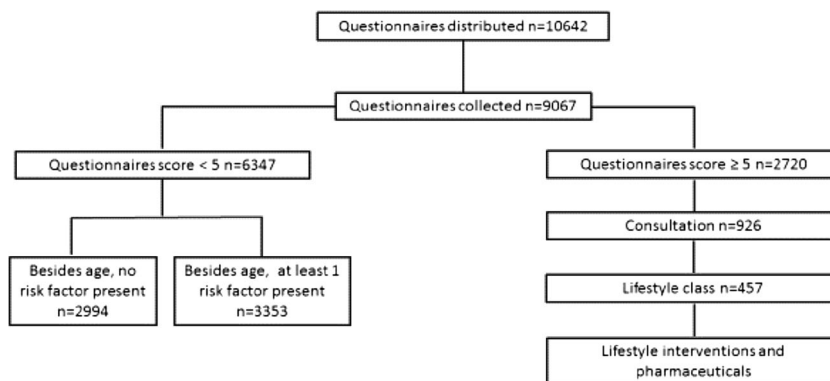 Questionnaires distributed n=10642
Questionnaires collected n=9067
Questionnaires score < 5 n=6347
Questionnaires score ≥ 5 n=2720
Consultation n=926
Besides age, no
risk factor present
n=2994
Besides age, at least 1
risk factor present
n=3353
Lifestyle class n=457
Lifestyle interventions and
pharmaceuticals